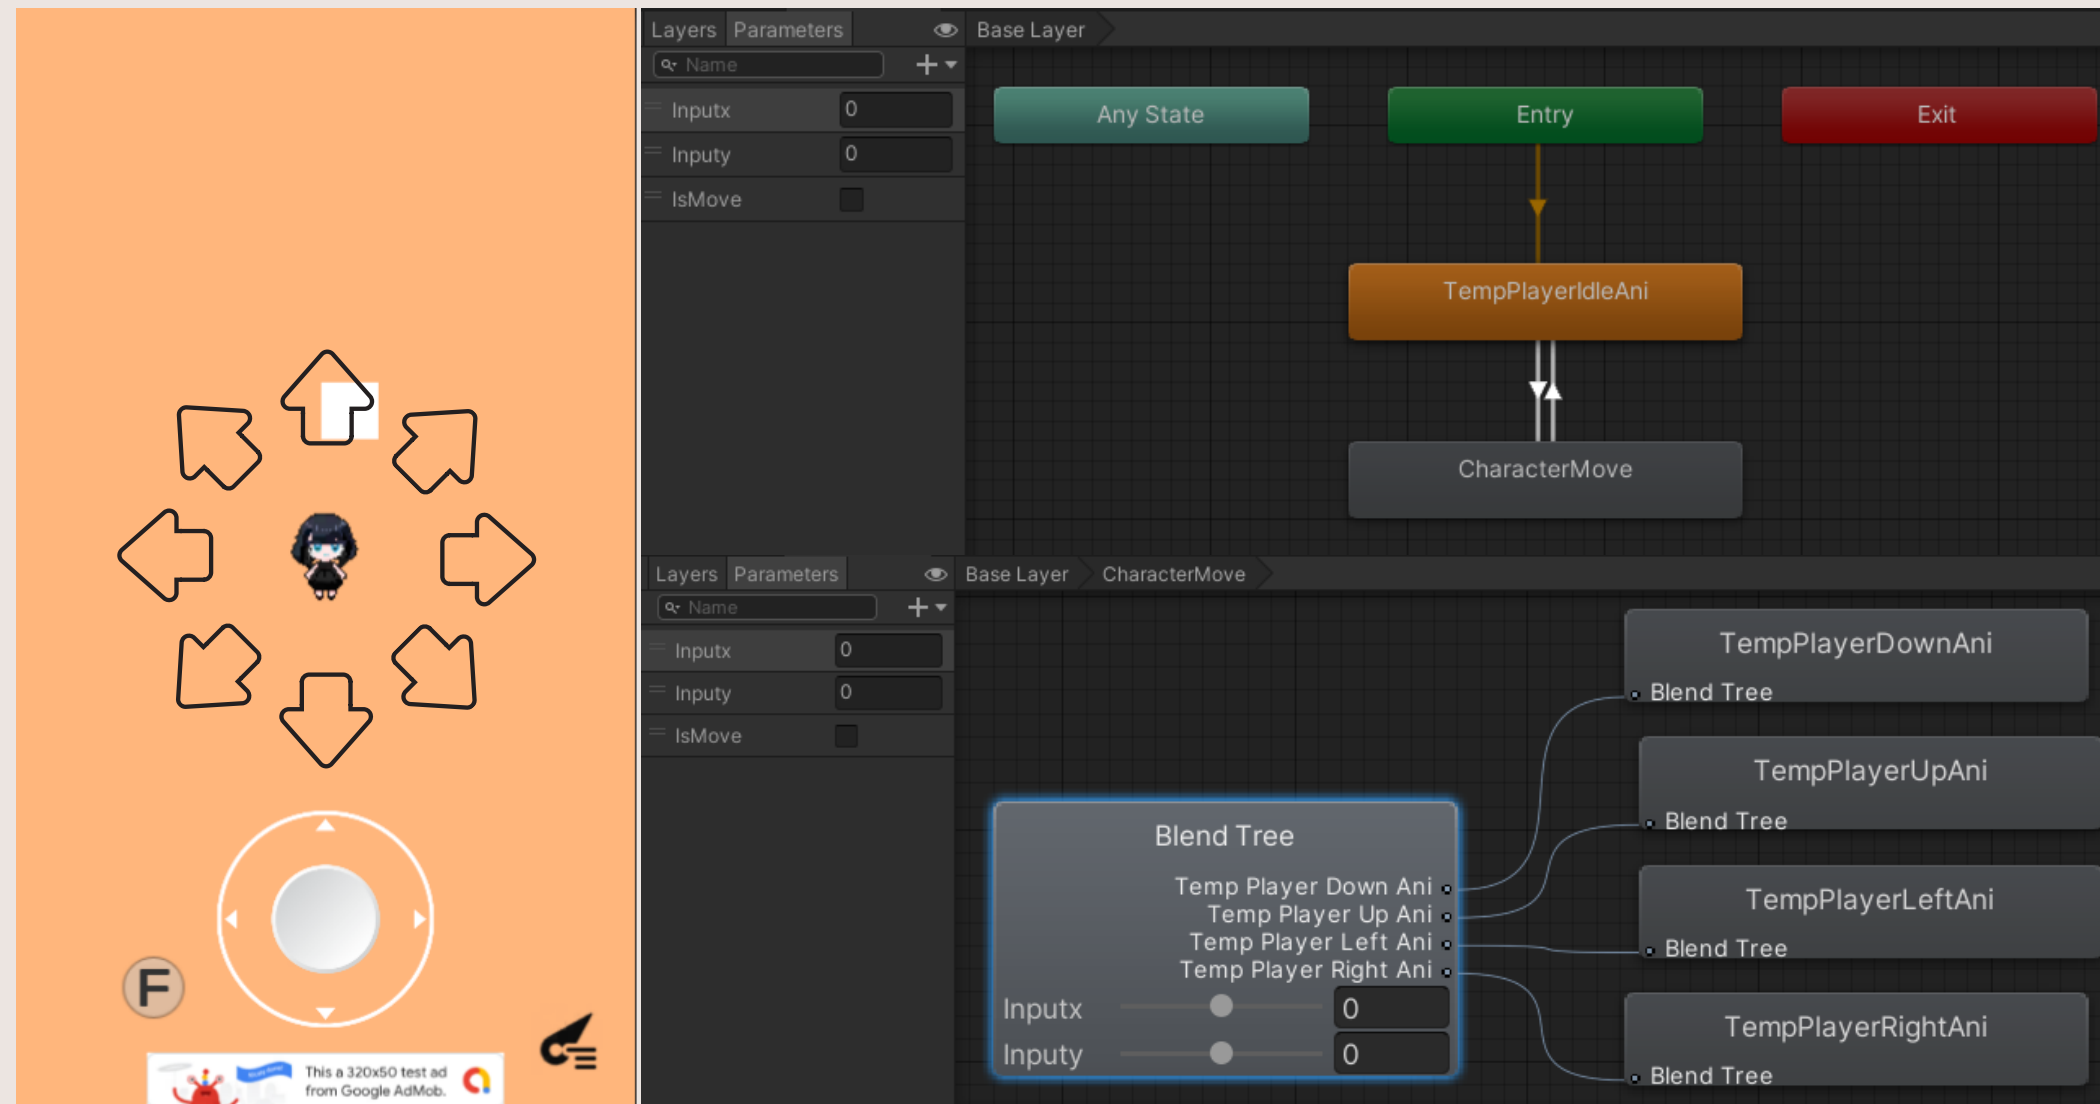 Layers Parameters
Base Layer
Name
Inputx 0
Inputy 0
IsMove
Any State
Entry
Exit
TempPlayerIdleAni
CharacterMove
Layers Parameters
Base Layer CharacterMove
Name
Inputx 0
Inputy 0
IsMove
Blend Tree
Temp Player Down Ani
Temp Player Up Ani
Temp Player Left Ani
Temp Player Right Ani
Inputx 0
Inputy 0
TempPlayerDownAni
Blend Tree
TempPlayerUpAni
Blend Tree
TempPlayerLeftAni
Blend Tree
TempPlayerRightAni
Blend Tree
F
This a 320x50 test ad
from Google AdMob.